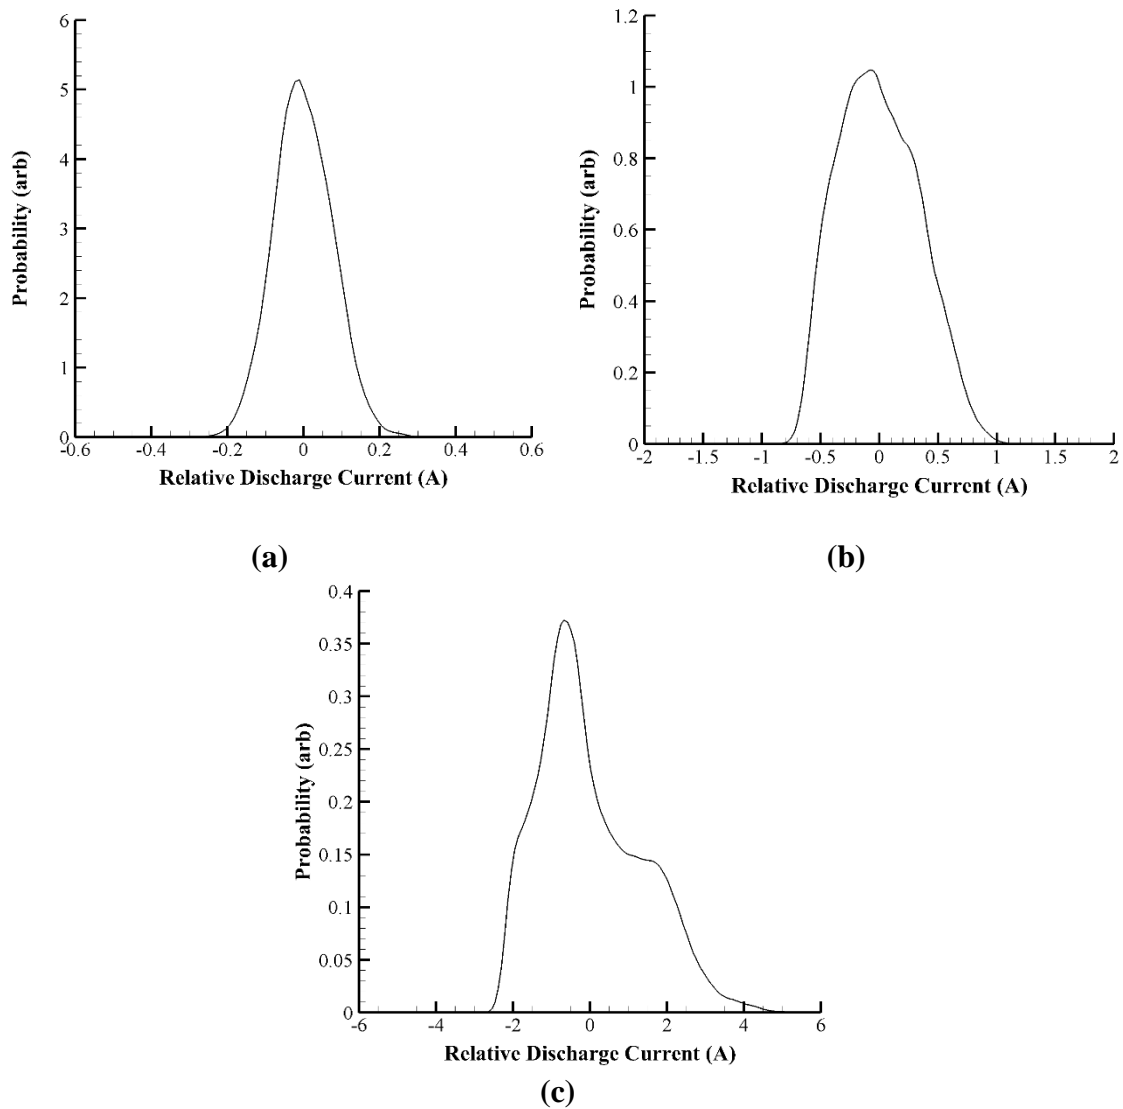 6
5
4
3
2
1
0
Probability (arb)
-0.6 -0.4 -0.2 0 0.2 0.4 0.6
Relative Discharge Current (A)
(a)
1.2
1
0.8
0.6
0.4
0.2
0
Probability (arb)
-2 -1.5 -1 -0.5 0 0.5 1 1.5 2
Relative Discharge Current (A)
(b)
0.4
0.35
0.3
0.25
0.2
0.15
0.1
0.05
0
Probability (arb)
-6 -4 -2 0 2 4 6
Relative Discharge Current (A)
(c)